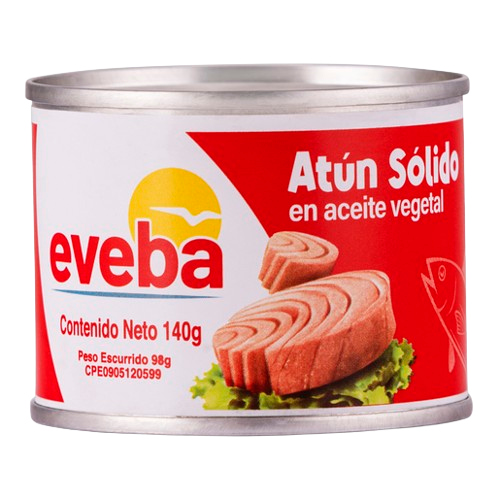 eveba
Contenido Neto 140g
Peso Escurrido 98g
CPE0905120599
Atún Sólido
en aceite vegetal